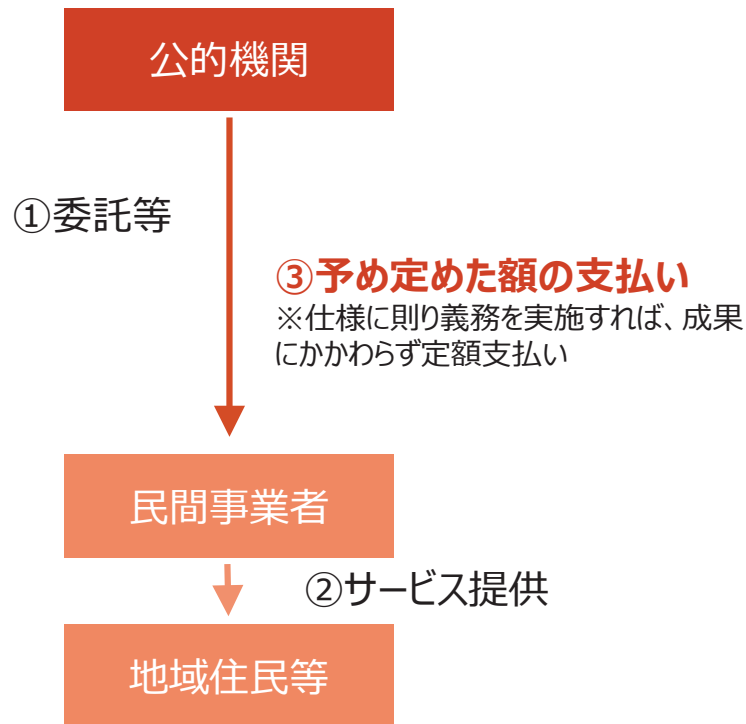 公的機関
①委託等
③予め定めた額の支払い
※仕様に則り義務を実施すれば、成果
にかかわらず定額支払い
民間事業者
②サービス提供
地域住民等